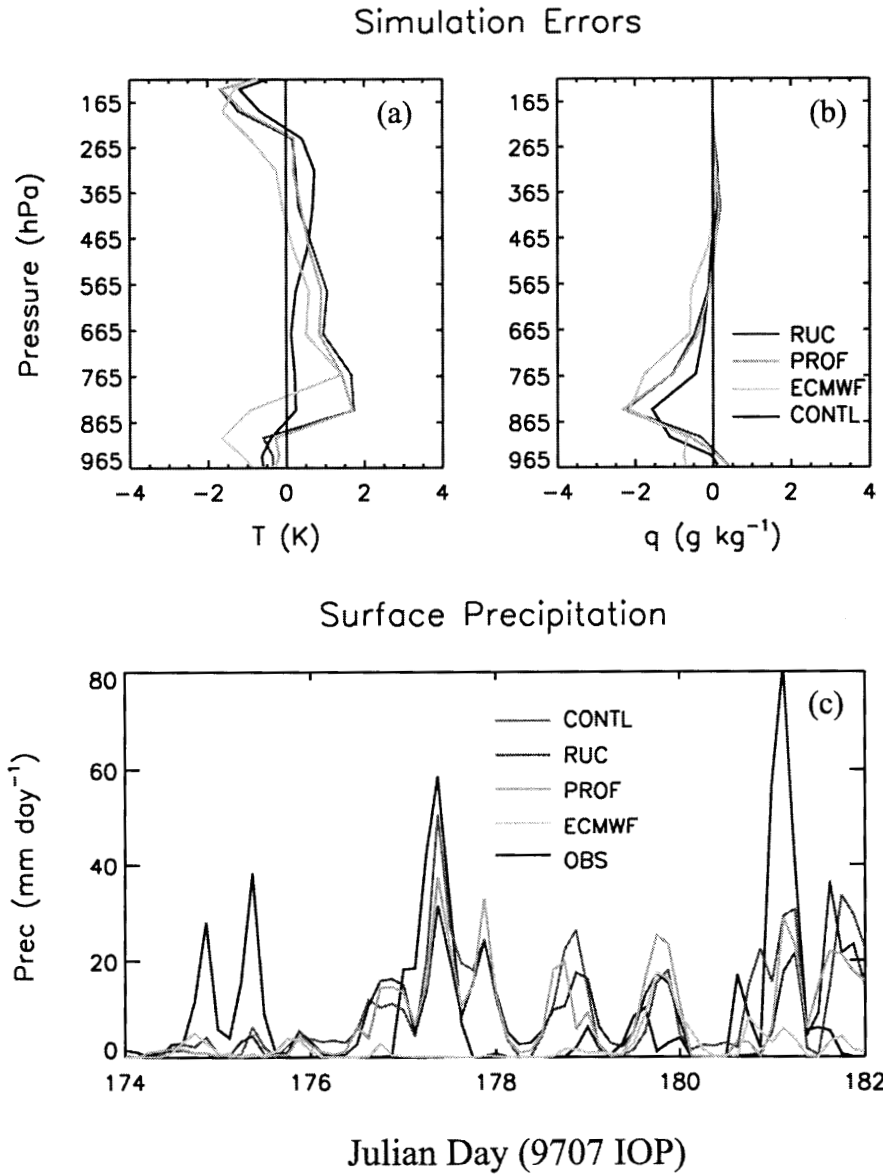 Simulation Errors
(a)
165
265
365
465
565
665
765
865
965
Pressure (hPa)
−4 −2 0 2 4
T (K)
(b)
165
265
365
465
565
665
765
865
965
RUC
PROF
ECMWF
CONTL
−4 −2 0 2 4
q (g kg⁻¹)
Surface Precipitation
(c)
80
60
40
20
0
Prec (mm day⁻¹)
CONTL
RUC
PROF
ECMWF
OBS
174 176 178 180 182
Julian Day (9707 IOP)